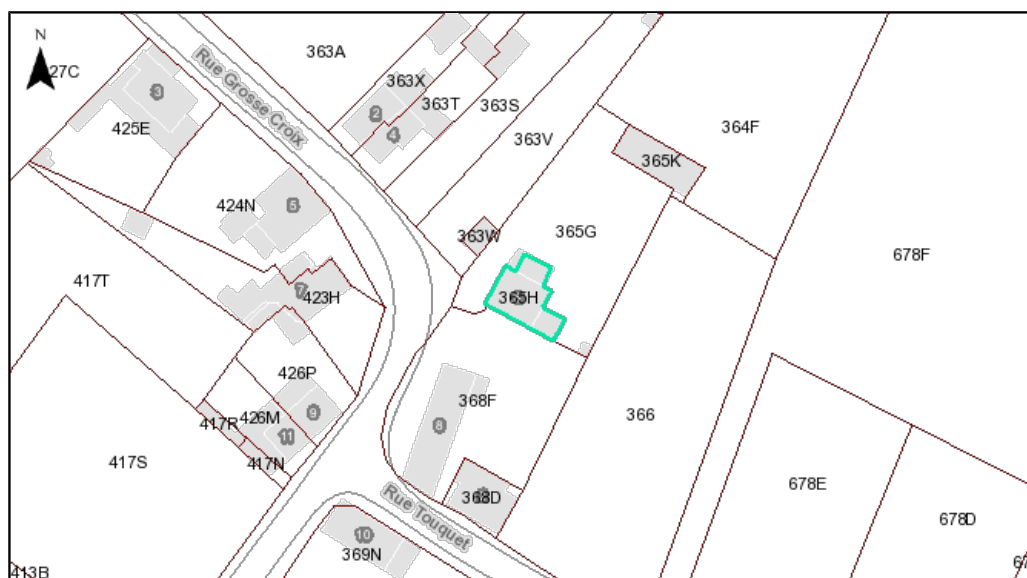 N
363A
Rue Grosse Croix
27C
3
425E
363X
2
4
363T
363S
363V
364F
365K
424N
5
363W
365G
678F
417T
7
423H
365H
426P
9
426M
11
417R
417N
417S
368F
8
366
368D
Rue Touquet
10
369N
678E
678D
413B
67